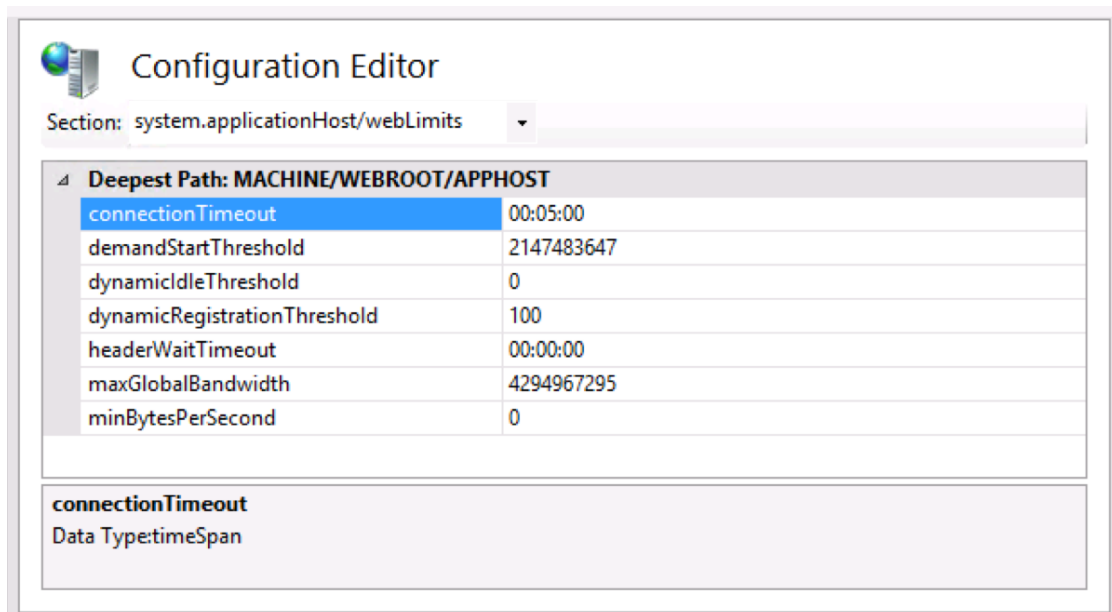 Configuration Editor
Section: system.applicationHost/webLimits
Deepest Path: MACHINE/WEBROOT/APPHOST
connectionTimeout 00:05:00
demandStartThreshold 2147483647
dynamicIdleThreshold 0
dynamicRegistrationThreshold 100
headerWaitTimeout 00:00:00
maxGlobalBandwidth 4294967295
minBytesPerSecond 0
connectionTimeout
Data Type:timeSpan